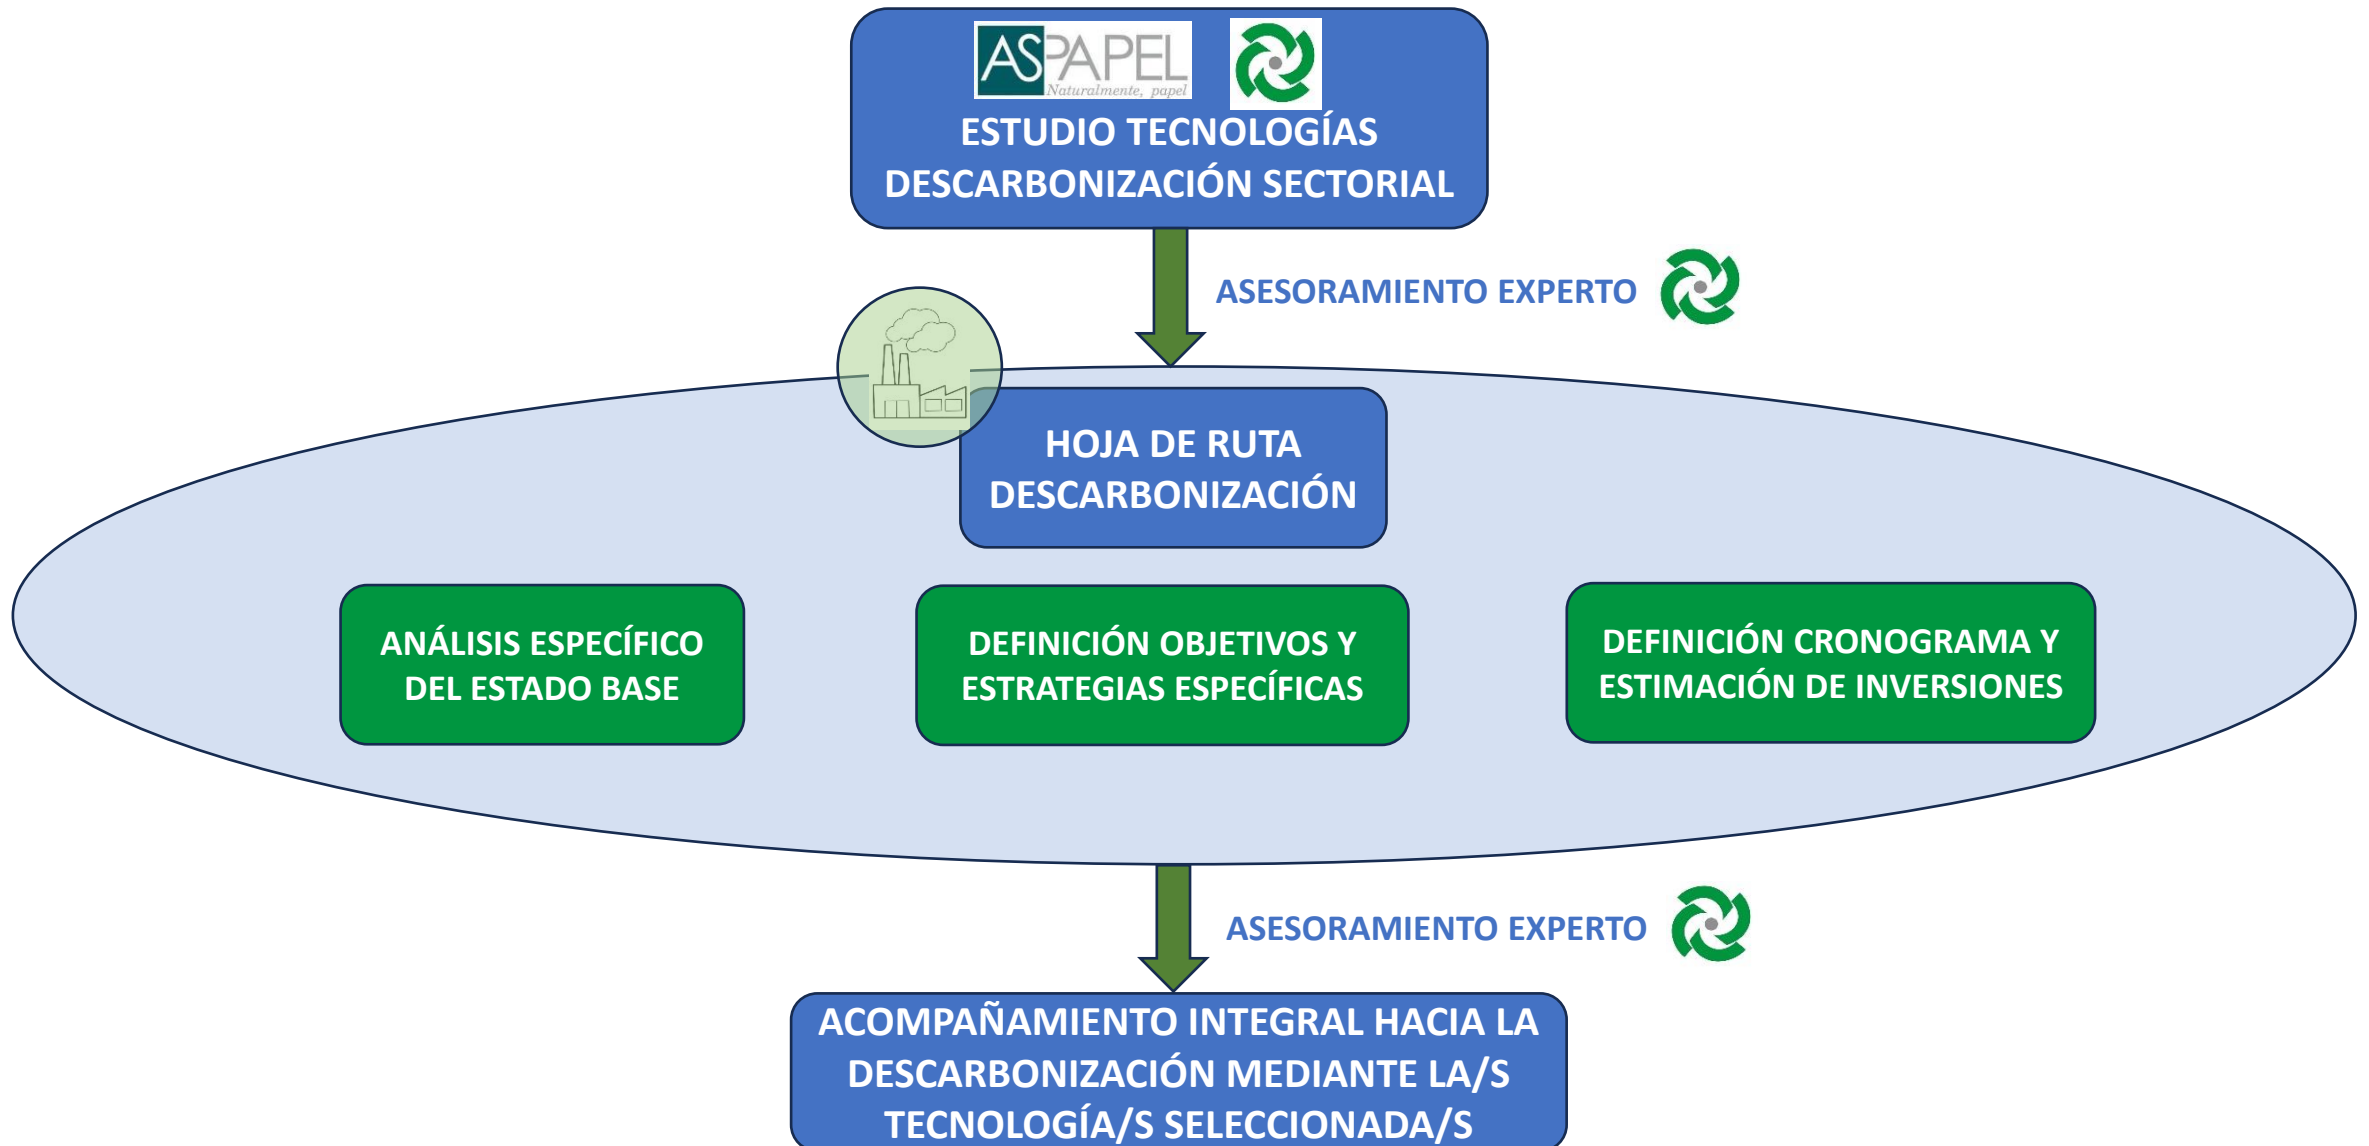 ASPAPEL
Naturalmente, papel
ESTUDIO TECNOLOGÍAS
DESCARBONIZACIÓN SECTORIAL
ASESORAMIENTO EXPERTO
HOJA DE RUTA
DESCARBONIZACIÓN
ANÁLISIS ESPECÍFICO
DEL ESTADO BASE
DEFINICIÓN OBJETIVOS Y
ESTRATEGIAS ESPECÍFICAS
DEFINICIÓN CRONOGRAMA Y
ESTIMACIÓN DE INVERSIONES
ASESORAMIENTO EXPERTO
ACOMPAÑAMIENTO INTEGRAL HACIA LA
DESCARBONIZACIÓN MEDIANTE LA/S
TECNOLOGÍA/S SELECCIONADA/S